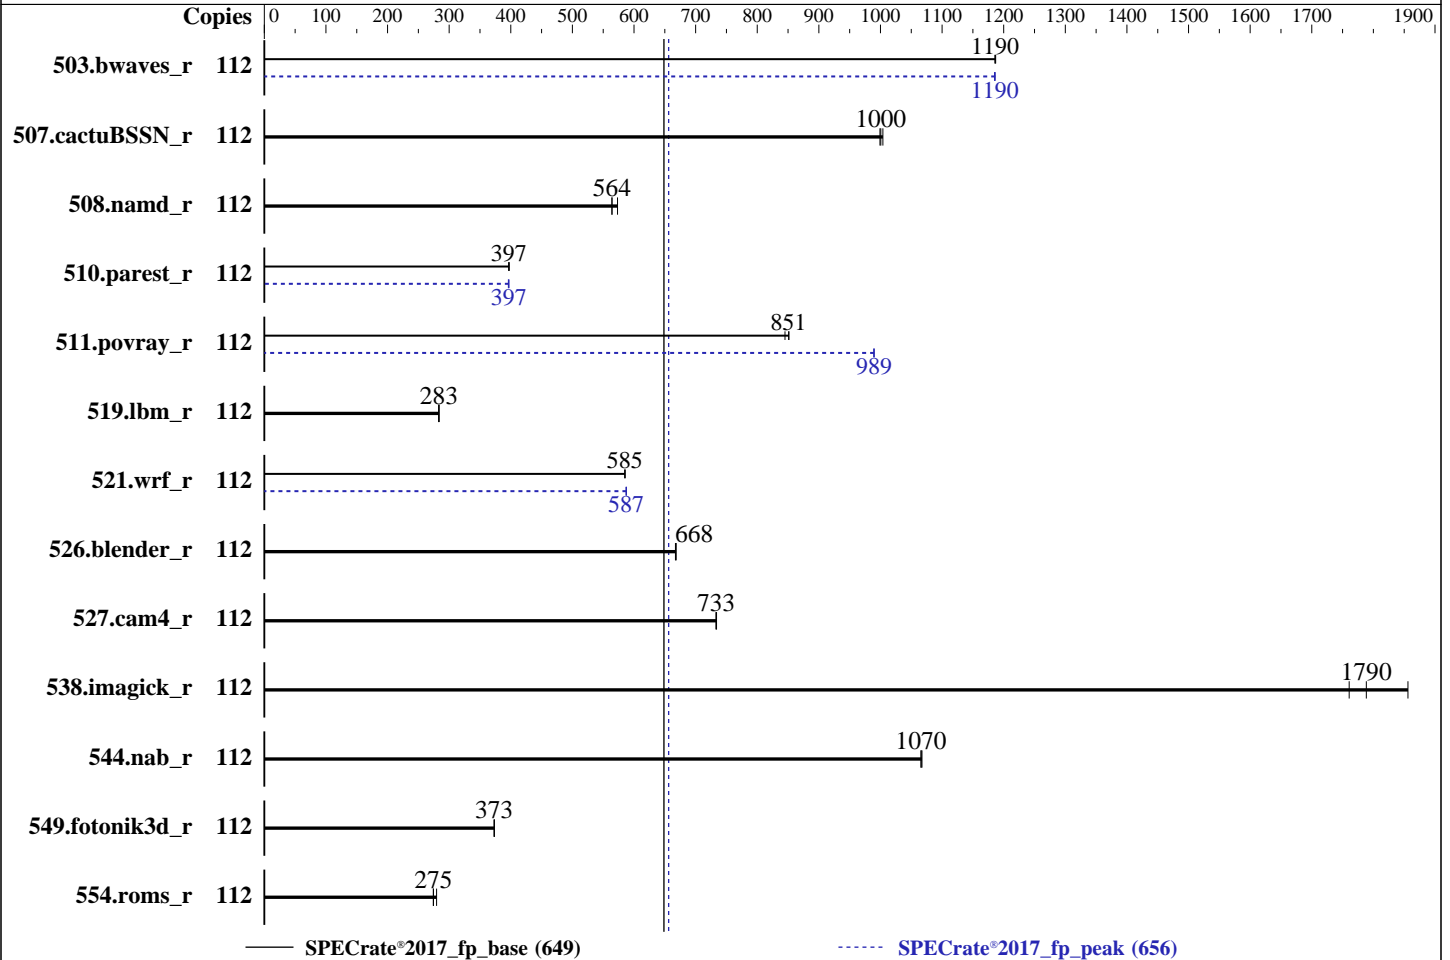 Copies 0 100 200 300 400 500 600 700 800 900 1000 1100 1200 1300 1400 1500 1600 1700 1900
503.bwaves_r 112 1190
1190
507.cactuBSSN_r 112 1000
508.namd_r 112 564
510.parest_r 112 397
397
511.povray_r 112 851
989
519.lbm_r 112 283
521.wrf_r 112 585
587
526.blender_r 112 668
527.cam4_r 112 733
538.imagick_r 112 1790
544.nab_r 112 1070
549.fotonik3d_r 112 373
554.roms_r 112 275
SPECrate®2017_fp_base (649) SPECrate®2017_fp_peak (656)